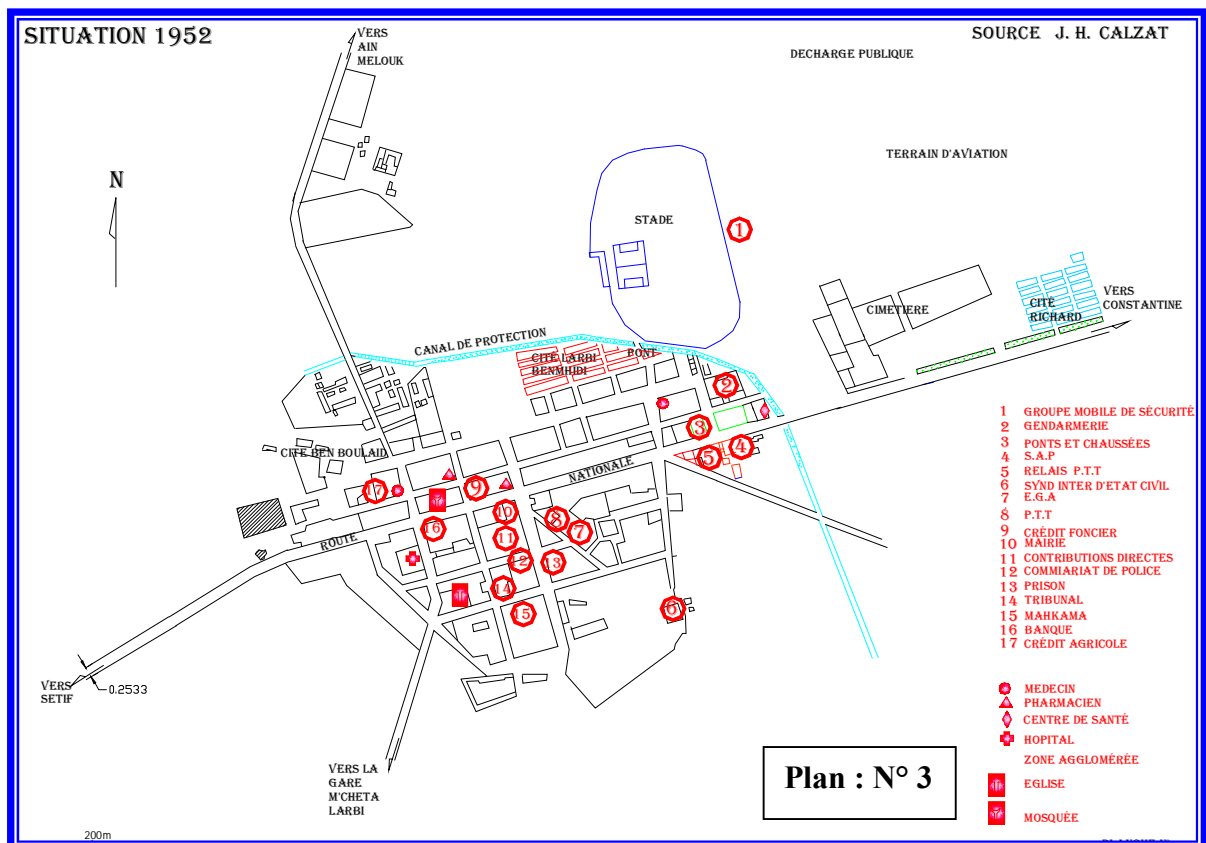 SITUATION 1952
SOURCE J. H. CALZAT
VERS
AIN
MELOUK
DECHARGE PUBLIQUE
TERRAIN D'AVIATION
N
STADE
1
CIMETIERE
CITÉ
RICHARD
VERS
CONSTANTINE
CANAL DE PROTECTION
CITÉ LARBI
BENMHIDI
PONT
2
3
4
5
CITE BEN BOULAID
NATIONALE
17
9
10
16
8
7
11
ROUTE
12
13
14
15
6
VERS
SETIF
0.2533
VERS LA
GARE
M'CHETA
LARBI
1 GROUPE MOBILE DE SÉCURITÉ
2 GENDARMERIE
3 PONTS ET CHAUSSÉES
4 S.A.P
5 RELAIS P.T.T
6 SYND INTER D'ETAT CIVIL
7 E.G.A
8 P.T.T
9 CRÉDIT FONCIER
10 MAIRIE
11 CONTRIBUTIONS DIRECTES
12 COMMIARIAT DE POLICE
13 PRISON
14 TRIBUNAL
15 MAHKAMA
16 BANQUE
17 CRÉDIT AGRICOLE
MEDECIN
PHARMACIEN
CENTRE DE SANTÉ
HOPITAL
ZONE AGGLOMÉRÉE
EGLISE
MOSQUÉE
Plan : N° 3
200m